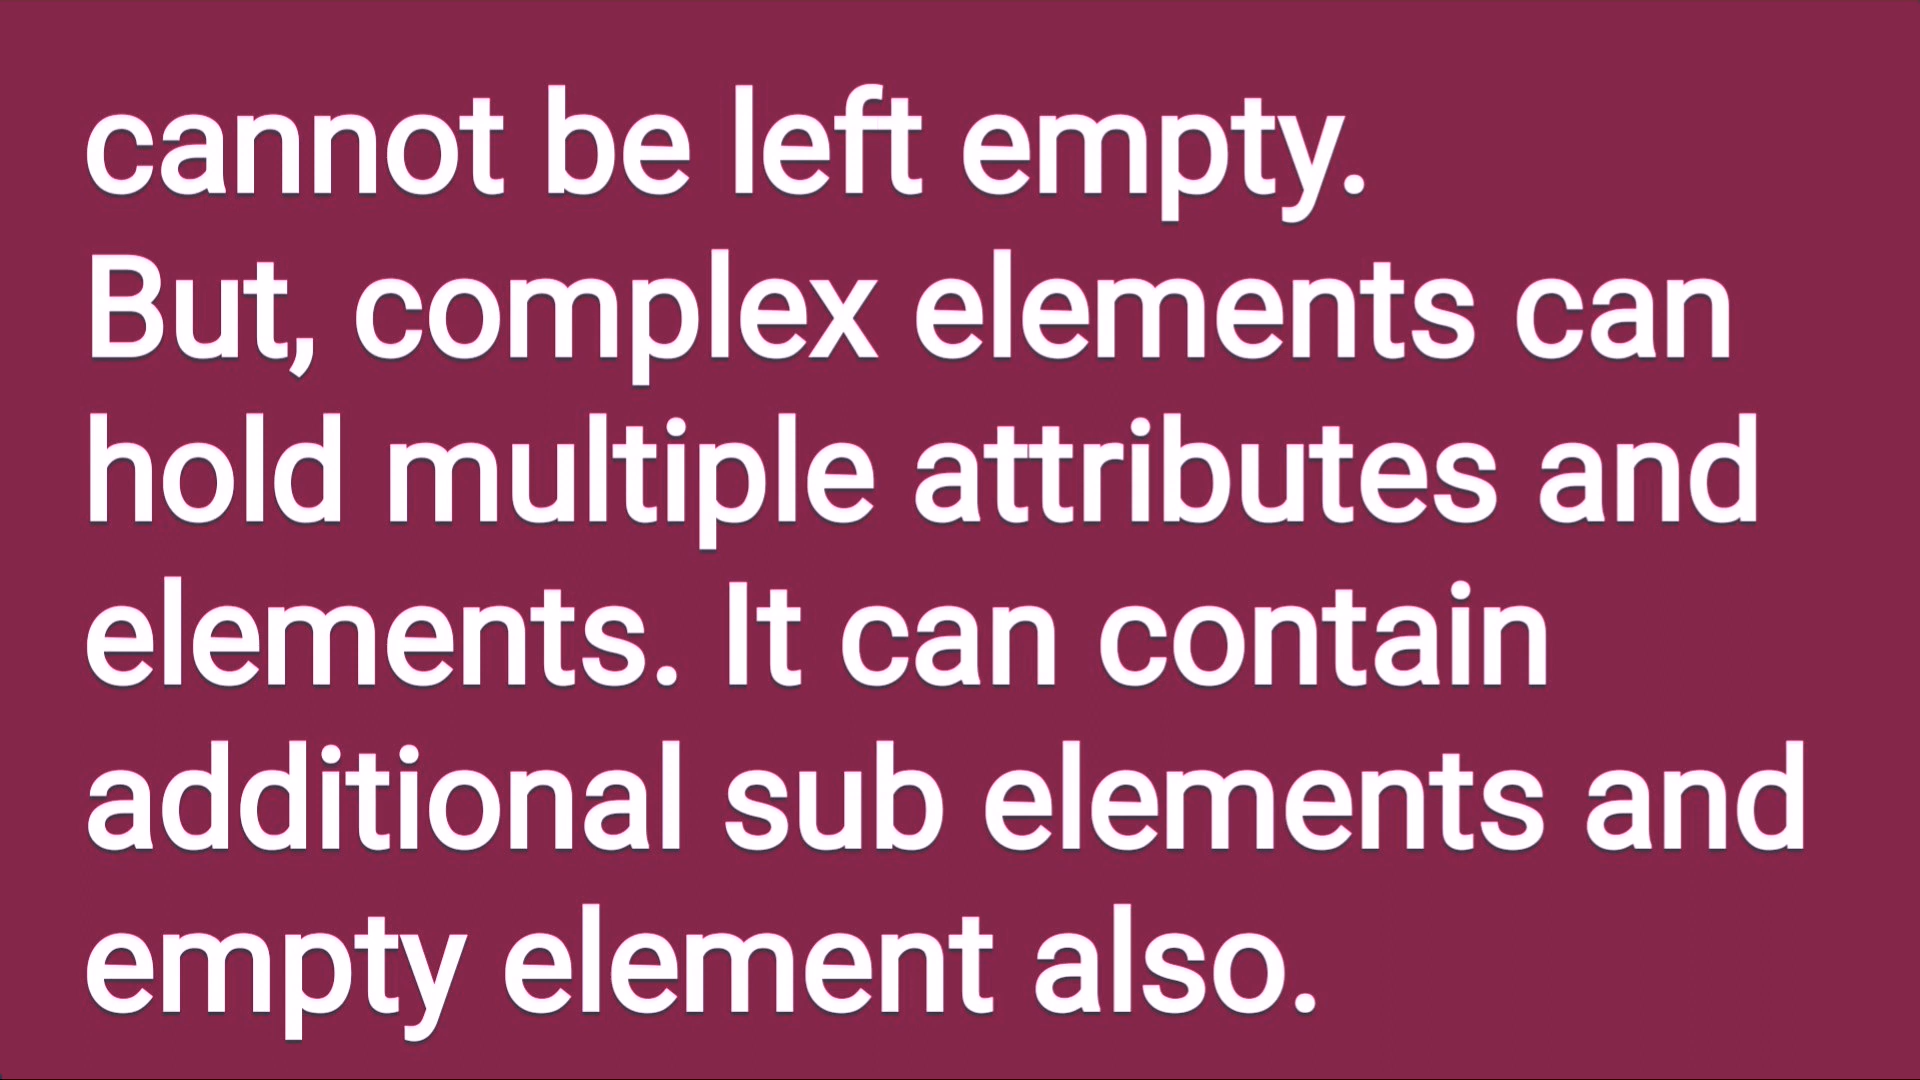 cannot be left empty.
But, complex elements can
hold multiple attributes and
elements. It can contain
additional sub elements and
empty element also.